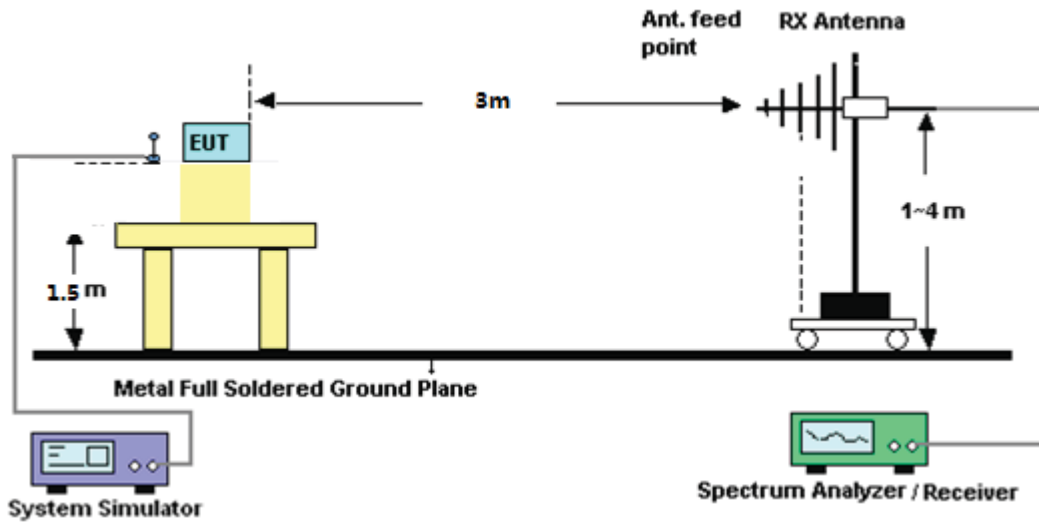 Ant. feed
point
RX Antenna
3m
EUT
1~4 m
1.5 m
Metal Full Soldered Ground Plane
System Simulator
Spectrum Analyzer / Receiver